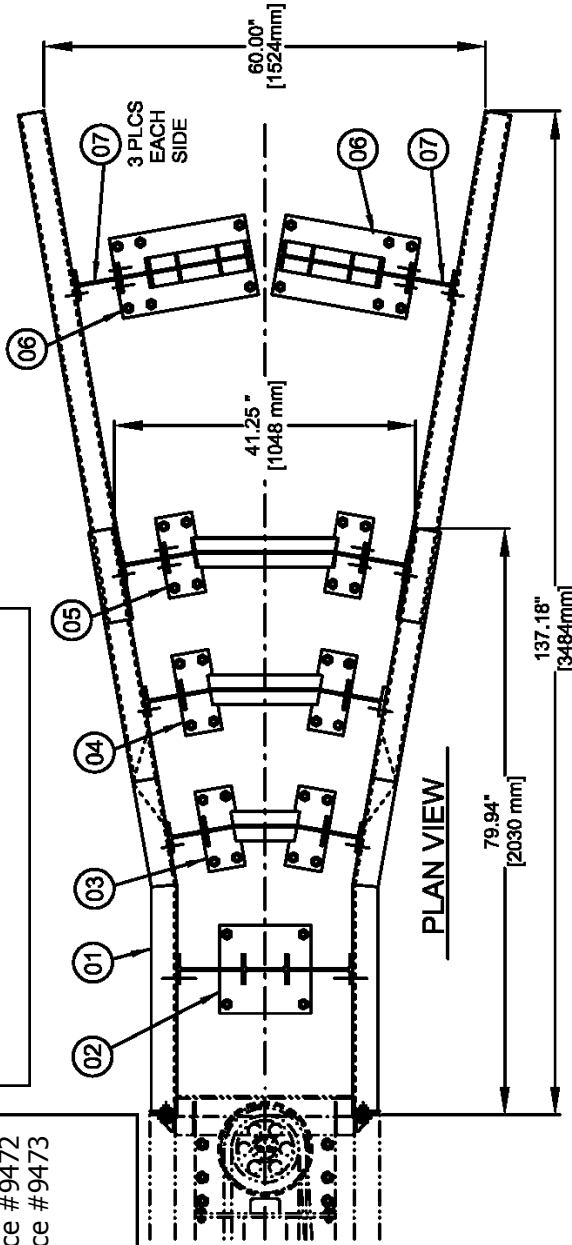 ce #9472
ce #9473
60.00"
[1524mm]
07
3 PLCS
EACH
SIDE
06
06
07
41.25 "
[1048 mm]
05
04
03
01
02
PLAN VIEW
79.94"
[2030 mm]
137.18"
[3484mm]